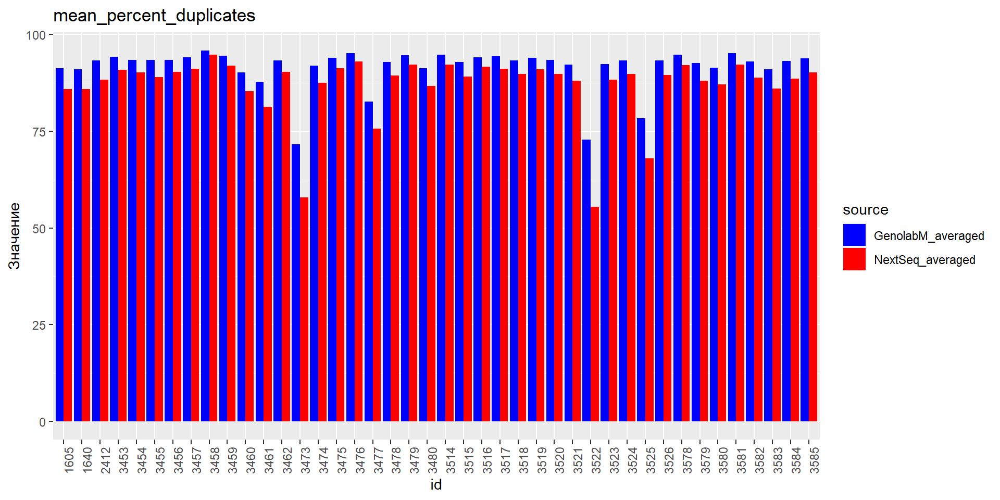 mean_percent_duplicates
100
75
50
25
0
Значение
1605 1640 2412 3453 3454 3455 3456 3457 3458 3459 3460 3461 3462 3473 3474 3475 3476 3477 3478 3479 3480 3514 3515 3516 3517 3518 3519 3520 3521 3522 3523 3524 3525 3526 3578 3579 3580 3581 3582 3583 3584 3585
id
source
GenolabM_averaged
NextSeq_averaged